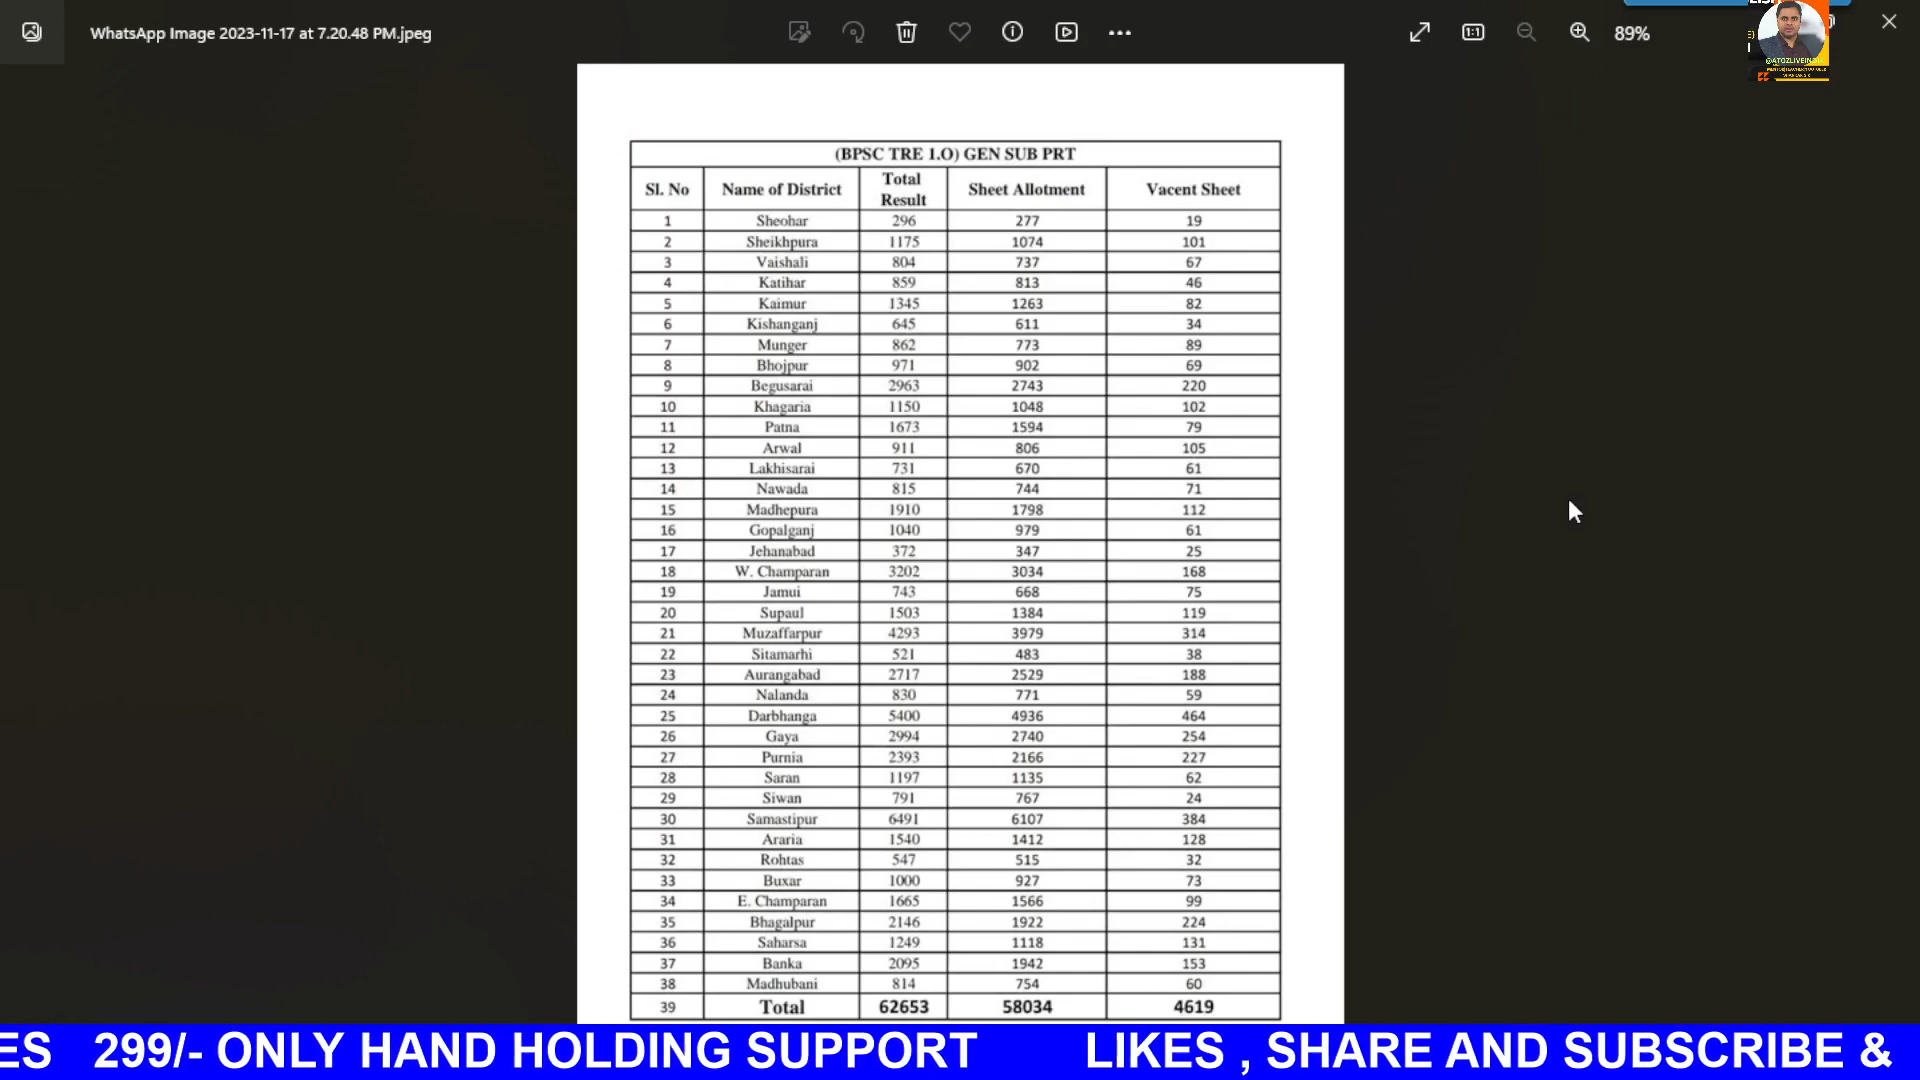 WhatsApp Image 2023-11-17 at 7.20.48 PM.jpeg
1:1
89%
@ATOZLIVEINDIA
(BPSC TRE 1.O) GEN SUB PRT
Sl. No Name of District Total Result Sheet Allotment Vacent Sheet
1 Sheohar 296 277 19
2 Sheikhpura 1175 1074 101
3 Vaishali 804 737 67
4 Katihar 859 813 46
5 Kaimur 1345 1263 82
6 Kishanganj 645 611 34
7 Munger 862 773 89
8 Bhojpur 971 902 69
9 Begusarai 2963 2743 220
10 Khagaria 1150 1048 102
11 Patna 1673 1594 79
12 Arwal 911 806 105
13 Lakhisarai 731 670 61
14 Nawada 815 744 71
15 Madhepura 1910 1798 112
16 Gopalganj 1040 979 61
17 Jehanabad 372 347 25
18 W. Champaran 3202 3034 168
19 Jamui 743 668 75
20 Supaul 1503 1384 119
21 Muzaffarpur 4293 3979 314
22 Sitamarhi 521 483 38
23 Aurangabad 2717 2529 188
24 Nalanda 830 771 59
25 Darbhanga 5400 4936 464
26 Gaya 2994 2740 254
27 Purnia 2393 2166 227
28 Saran 1197 1135 62
29 Siwan 791 767 24
30 Samastipur 6491 6107 384
31 Araria 1540 1412 128
32 Rohtas 547 515 32
33 Buxar 1000 927 73
34 E. Champaran 1665 1566 99
35 Bhagalpur 2146 1922 224
36 Saharsa 1249 1118 131
37 Banka 2095 1942 153
38 Madhubani 814 754 60
39 Total 62653 58034 4619
ES 299/- ONLY HAND HOLDING SUPPORT LIKES , SHARE AND SUBSCRIBE &